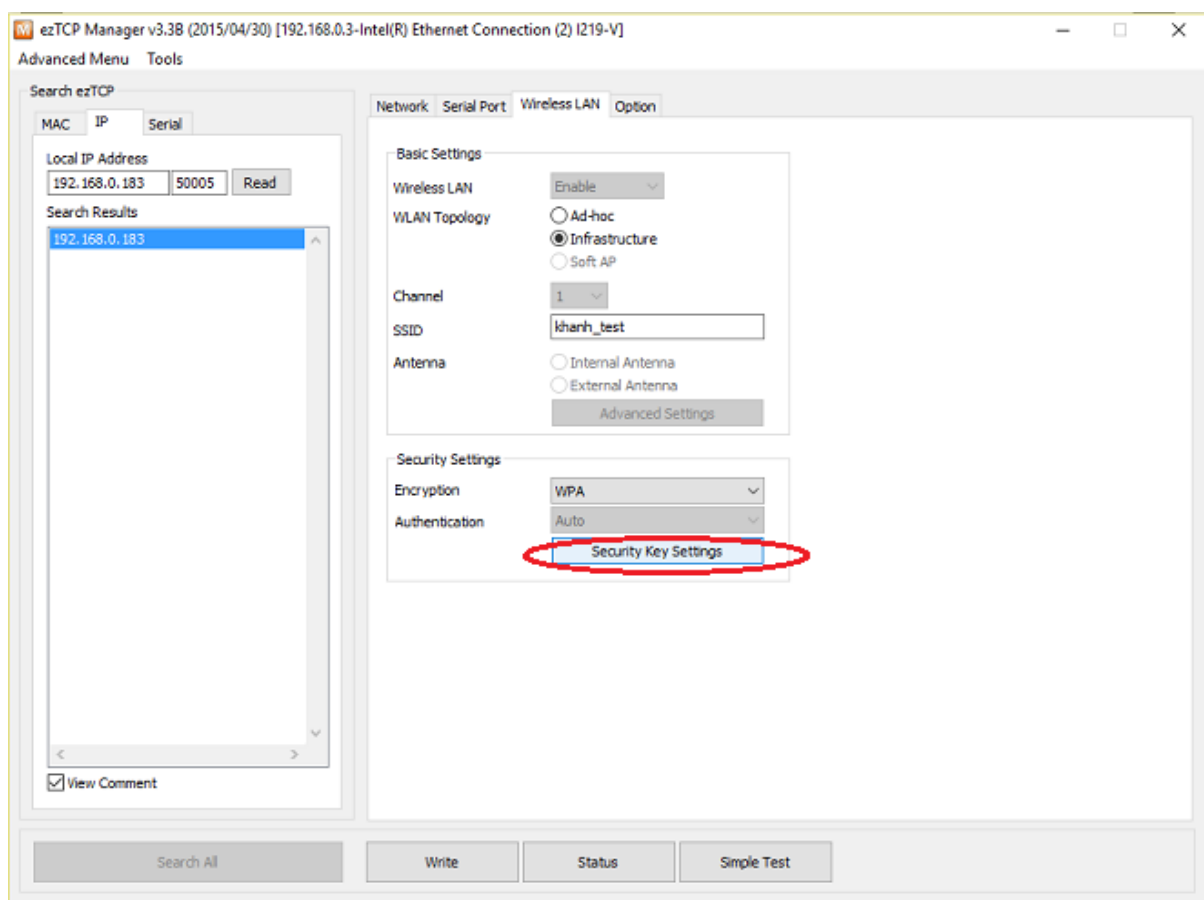 ezTCP Manager v3.3B (2015/04/30) [192.168.0.3-Intel(R) Ethernet Connection (2) I219-V]
Advanced Menu Tools
Search ezTCP
MAC IP Serial
Local IP Address
192.168.0.183 50005 Read
Search Results
192.168.0.183
View Comment
Network Serial Port Wireless LAN Option
Basic Settings
Wireless LAN Enable
WLAN Topology Ad-hoc
Infrastructure
Soft AP
Channel 1
SSID khanh_test
Antenna Internal Antenna
External Antenna
Advanced Settings
Security Settings
Encryption WPA
Authentication Auto
Security Key Settings
Search All Write Status Simple Test